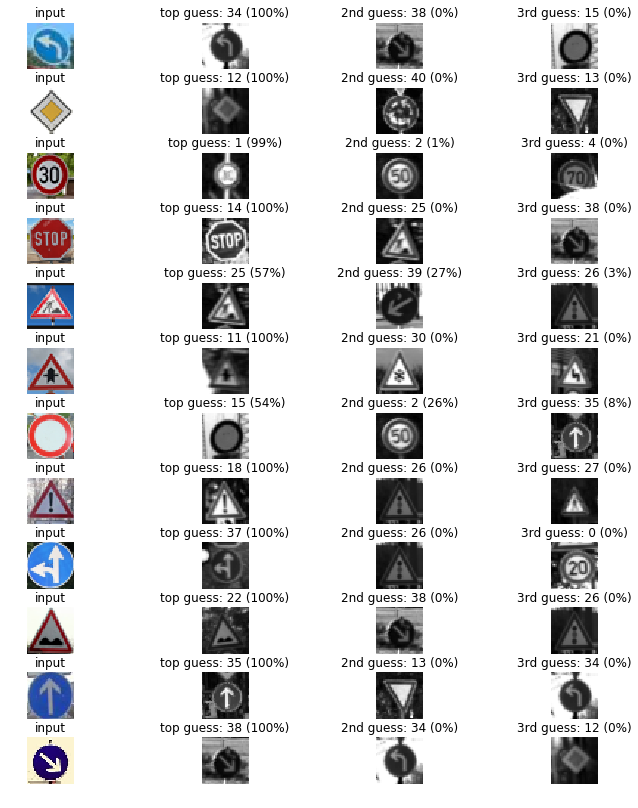 input top guess: 34 (100%) 2nd guess: 38 (0%) 3rd guess: 15 (0%)
input top guess: 12 (100%) 2nd guess: 40 (0%) 3rd guess: 13 (0%)
input top guess: 1 (99%) 2nd guess: 2 (1%) 3rd guess: 4 (0%)
30 50 70
input top guess: 14 (100%) 2nd guess: 25 (0%) 3rd guess: 38 (0%)
STOP STOP
input top guess: 25 (57%) 2nd guess: 39 (27%) 3rd guess: 26 (3%)
input top guess: 11 (100%) 2nd guess: 30 (0%) 3rd guess: 21 (0%)
input top guess: 15 (54%) 2nd guess: 2 (26%) 3rd guess: 35 (8%)
50
input top guess: 18 (100%) 2nd guess: 26 (0%) 3rd guess: 27 (0%)
input top guess: 37 (100%) 2nd guess: 26 (0%) 3rd guess: 0 (0%)
20
input top guess: 22 (100%) 2nd guess: 38 (0%) 3rd guess: 26 (0%)
input top guess: 35 (100%) 2nd guess: 13 (0%) 3rd guess: 34 (0%)
input top guess: 38 (100%) 2nd guess: 34 (0%) 3rd guess: 12 (0%)